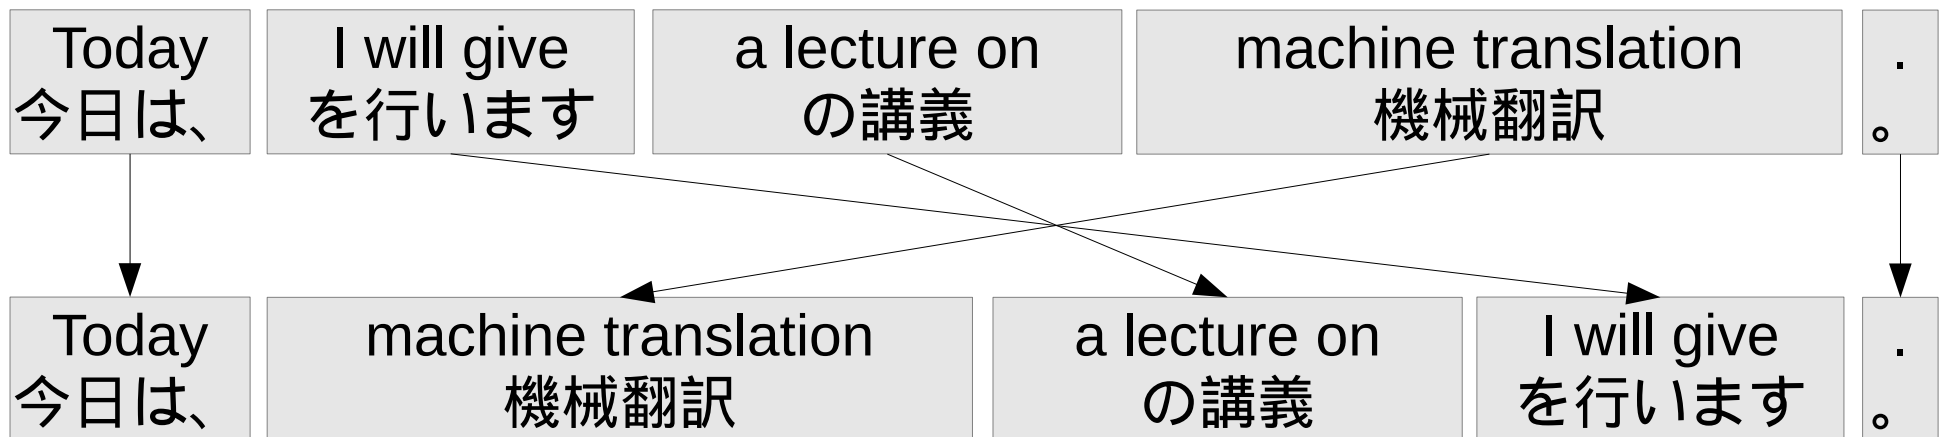 Today
今日は、
I will give
を行います
a lecture on
の講義
machine translation
機械翻訳
.
。
Today
今日は、
machine translation
機械翻訳
a lecture on
の講義
I will give
を行います
.
。